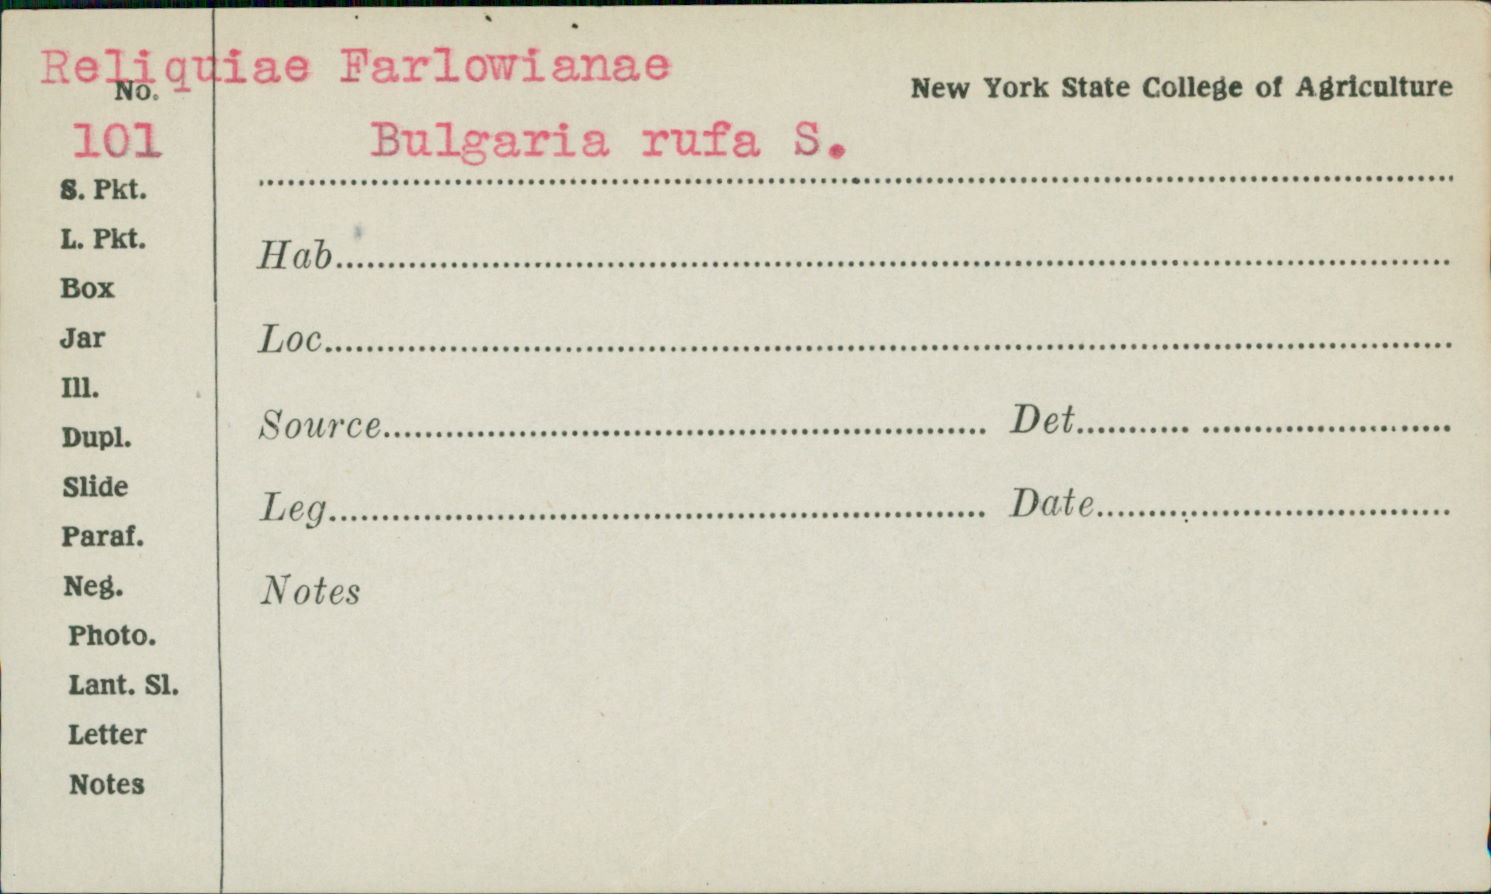 Reliquiae Farlowianae
No.
New York State College of Agriculture
101
Bulgaria rufa S.
S. Pkt.
L. Pkt.
Hab
Box
Jar
Loc
Ill.
Dupl.
Source Det
Slide
Leg Date
Paraf.
Neg.
Notes
Photo.
Lant. Sl.
Letter
Notes